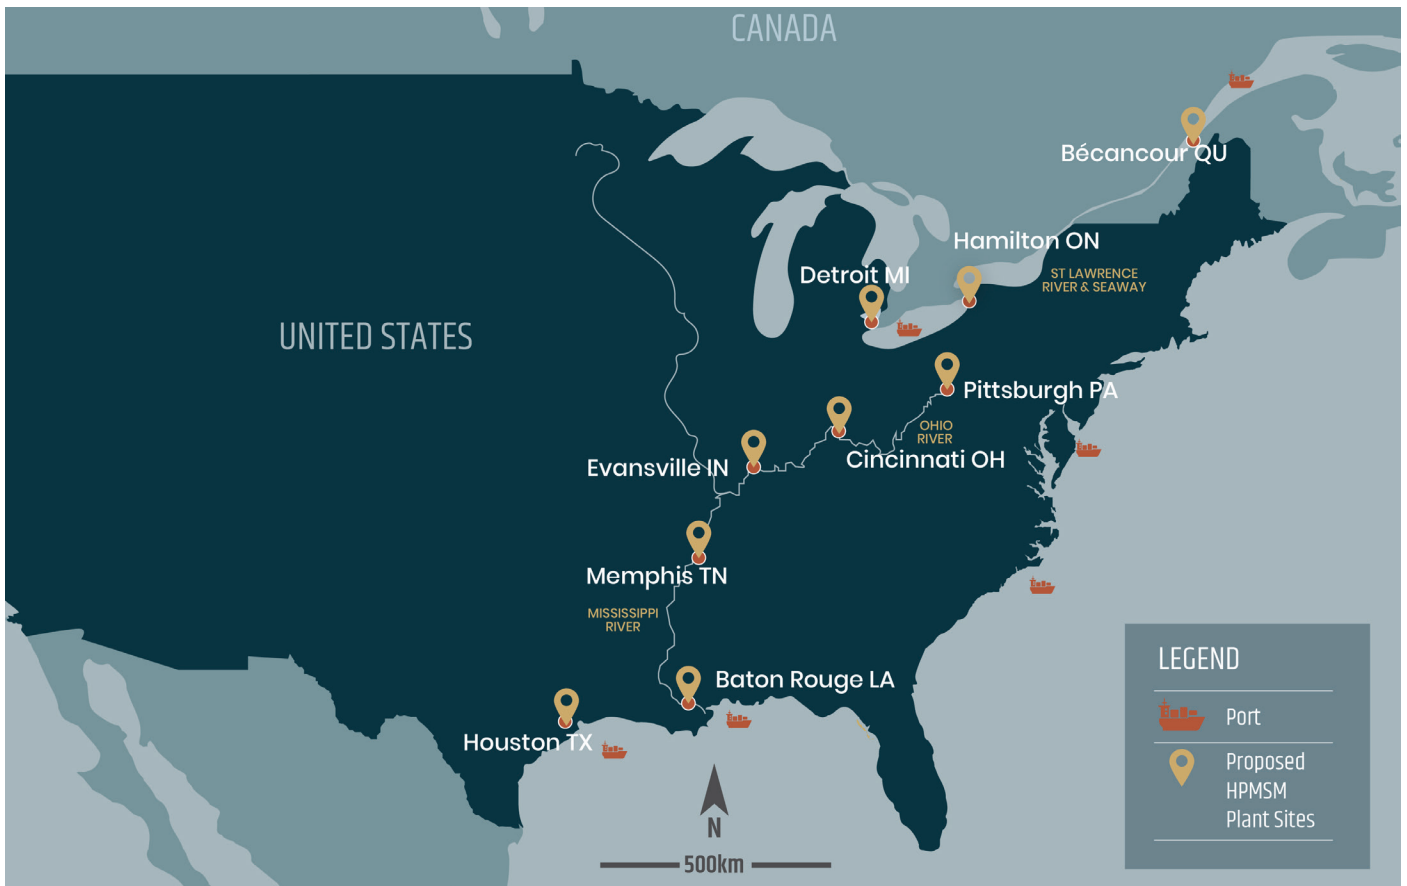 CANADA
Bécancour QU
Hamilton ON
Detroit MI
ST LAWRENCE
RIVER & SEAWAY
UNITED STATES
Pittsburgh PA
OHIO
RIVER
Cincinnati OH
Evansville IN
Memphis TN
MISSISSIPPI
RIVER
Baton Rouge LA
Houston TX
N
500km
LEGEND
Port
Proposed
HPMSM
Plant Sites